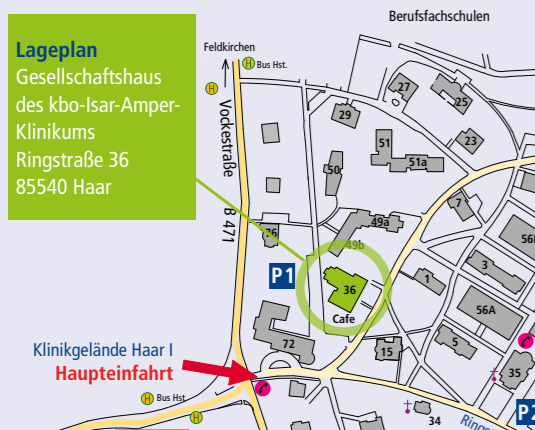 Berufsfachschulen
Lageplan
Gesellschaftshaus
des kbo-Isar-Amper-
Klinikums
Ringstraße 36
85540 Haar
Feldkirchen
H Bus Hst.
H
Vockestraße
B 471
27
25
29
51
23
51a
50
7
49a
76
49b
56B
3
P1
1
36
56A
Cafe
72
15
5
35
Klinikgelände Haar I
Haupteinfahrt
H Bus Hst.
H
34
P2